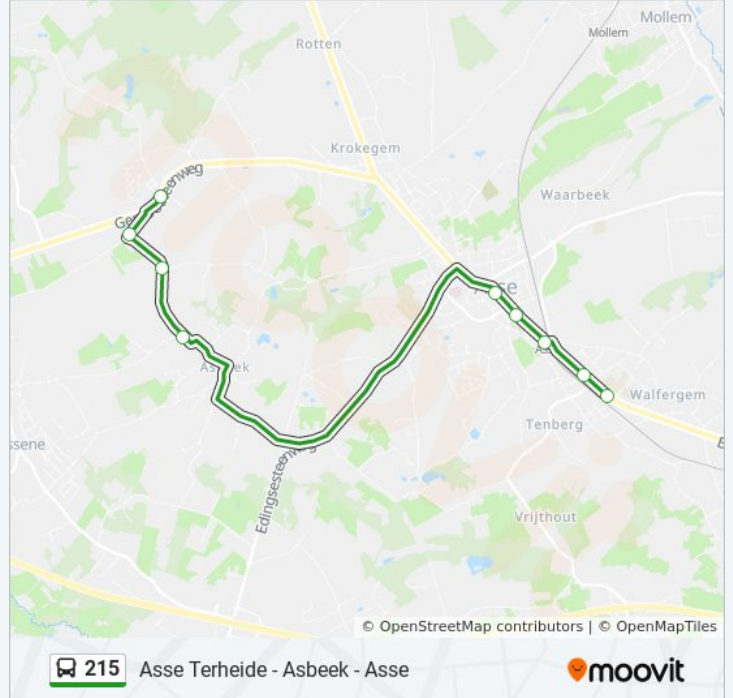 Mollem
Mollem
Rotten
Krokegem
Waarbeek
Asse
Walfergem
Tenberg
Vrijthout
Edingsesteenweg
© OpenStreetMap contributors | © OpenMapTiles
215 Asse Terheide - Asbeek - Asse
moovit